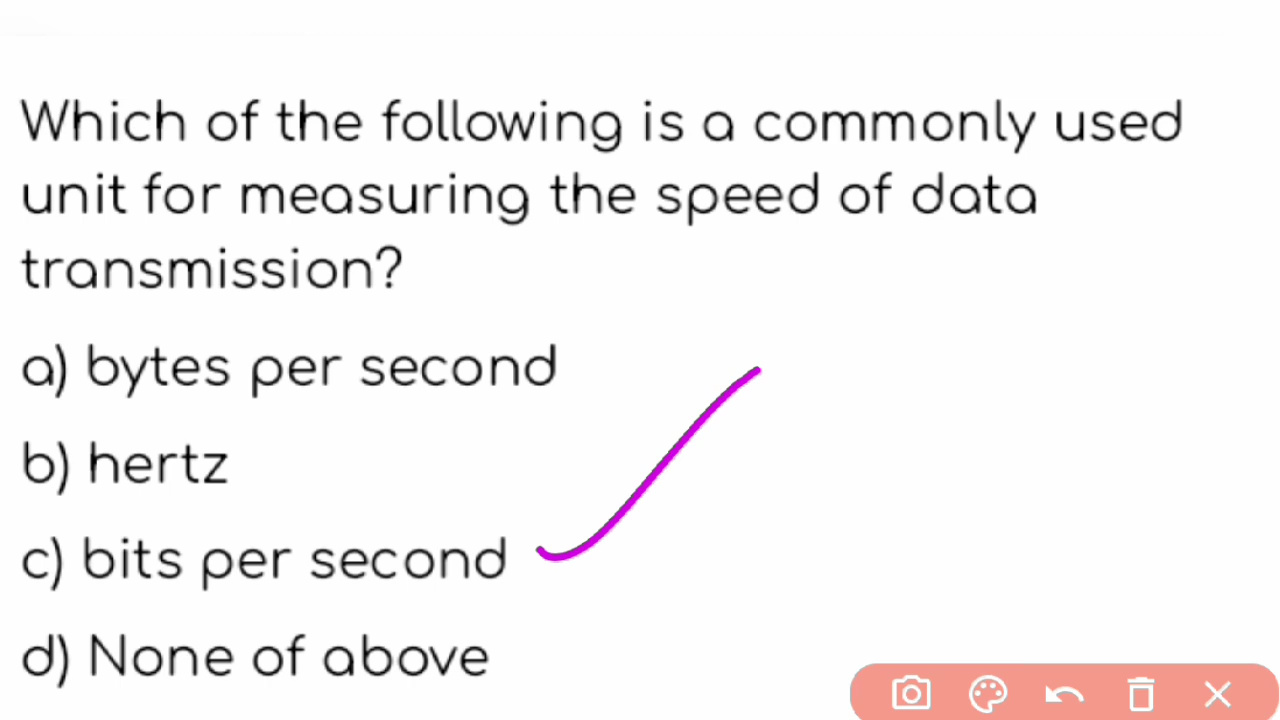 Which of the following is a commonly used
unit for measuring the speed of data
transmission?
a) bytes per second
b) hertz
c) bits per second
d) None of above